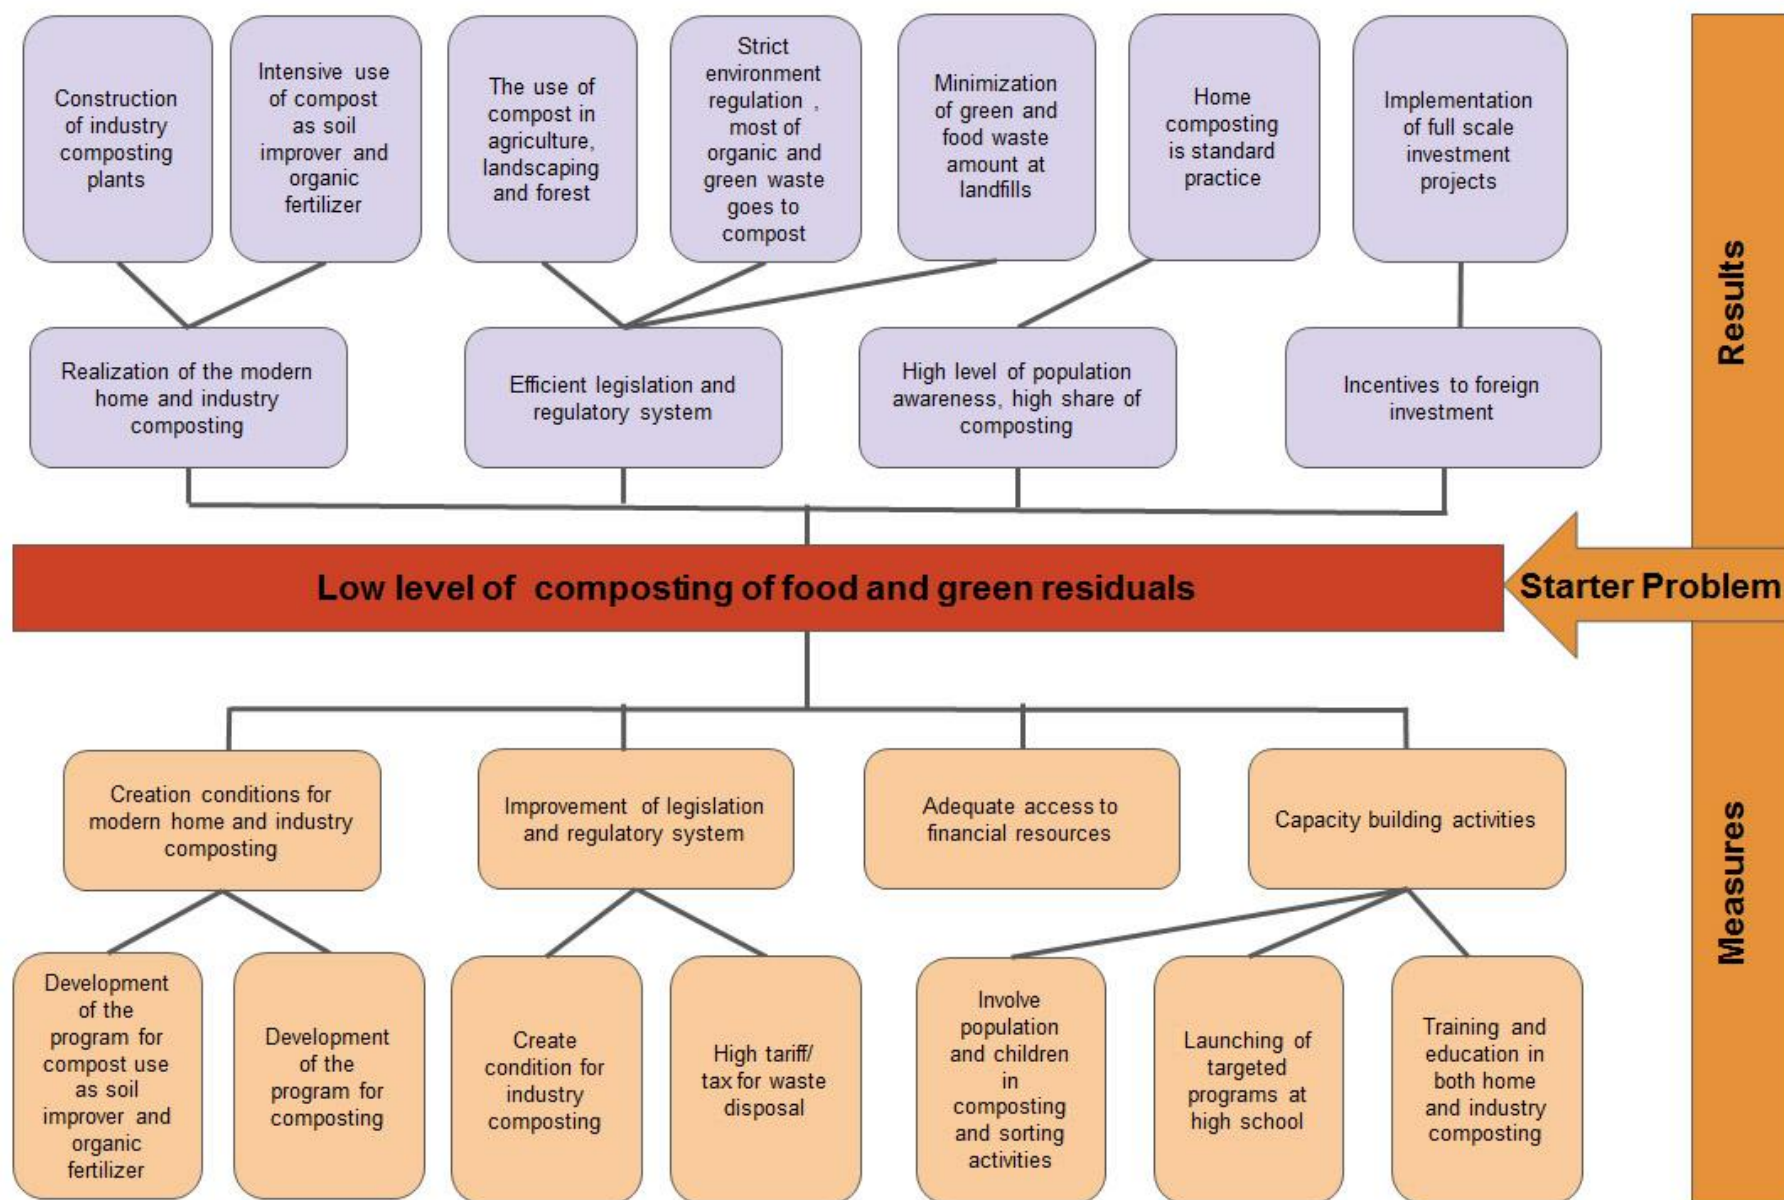 Construction
of industry
composting
plants
Intensive use
of compost
as soil
improver and
organic
fertilizer
The use of
compost in
agriculture,
landscaping
and forest
Strict
environment
regulation ,
most of
organic and
green waste
goes to
compost
Minimization
of green and
food waste
amount at
landfills
Home
composting
is standard
practice
Implementation
of full scale
investment
projects
Results
Realization of the modern
home and industry
composting
Efficient legislation and
regulatory system
High level of population
awareness, high share of
composting
Incentives to foreign
investment
Low level of composting of food and green residuals
Starter Problem
Creation conditions for
modern home and industry
composting
Improvement of legislation
and regulatory system
Adequate access to
financial resources
Capacity building activities
Measures
Development
of the
program for
compost use
as soil
improver and
organic
fertilizer
Development
of the
program for
composting
Create
condition for
industry
composting
High tariff/
tax for waste
disposal
Involve
population
and children
in
composting
and sorting
activities
Launching of
targeted
programs at
high school
Training and
education in
both home
and industry
composting